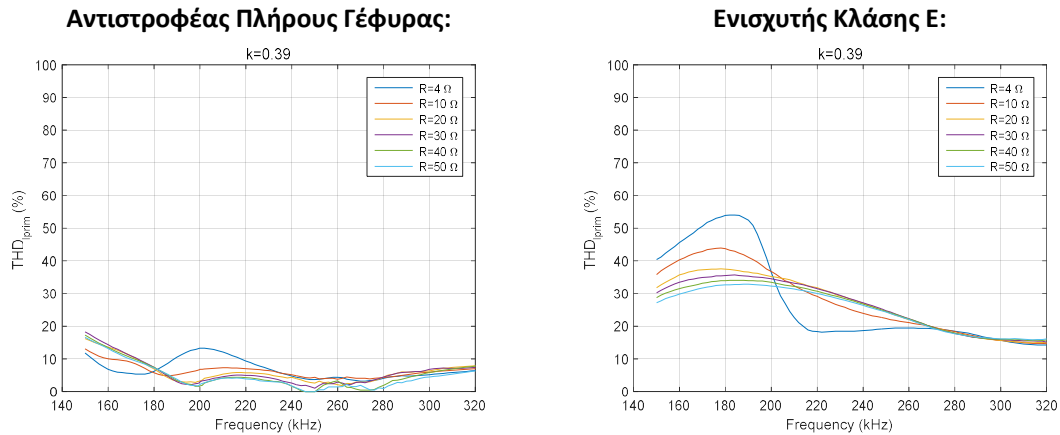 Αντιστροφέας Πλήρους Γέφυρας:
k=0.39
THD_Iprim (%)
100
90
80
70
60
50
40
30
20
10
0
R=4 Ω
R=10 Ω
R=20 Ω
R=30 Ω
R=40 Ω
R=50 Ω
140 160 180 200 220 240 260 280 300 320
Frequency (kHz)
Ενισχυτής Κλάσης Ε:
k=0.39
THD_Iprim (%)
100
90
80
70
60
50
40
30
20
10
0
R=4 Ω
R=10 Ω
R=20 Ω
R=30 Ω
R=40 Ω
R=50 Ω
140 160 180 200 220 240 260 280 300 320
Frequency (kHz)